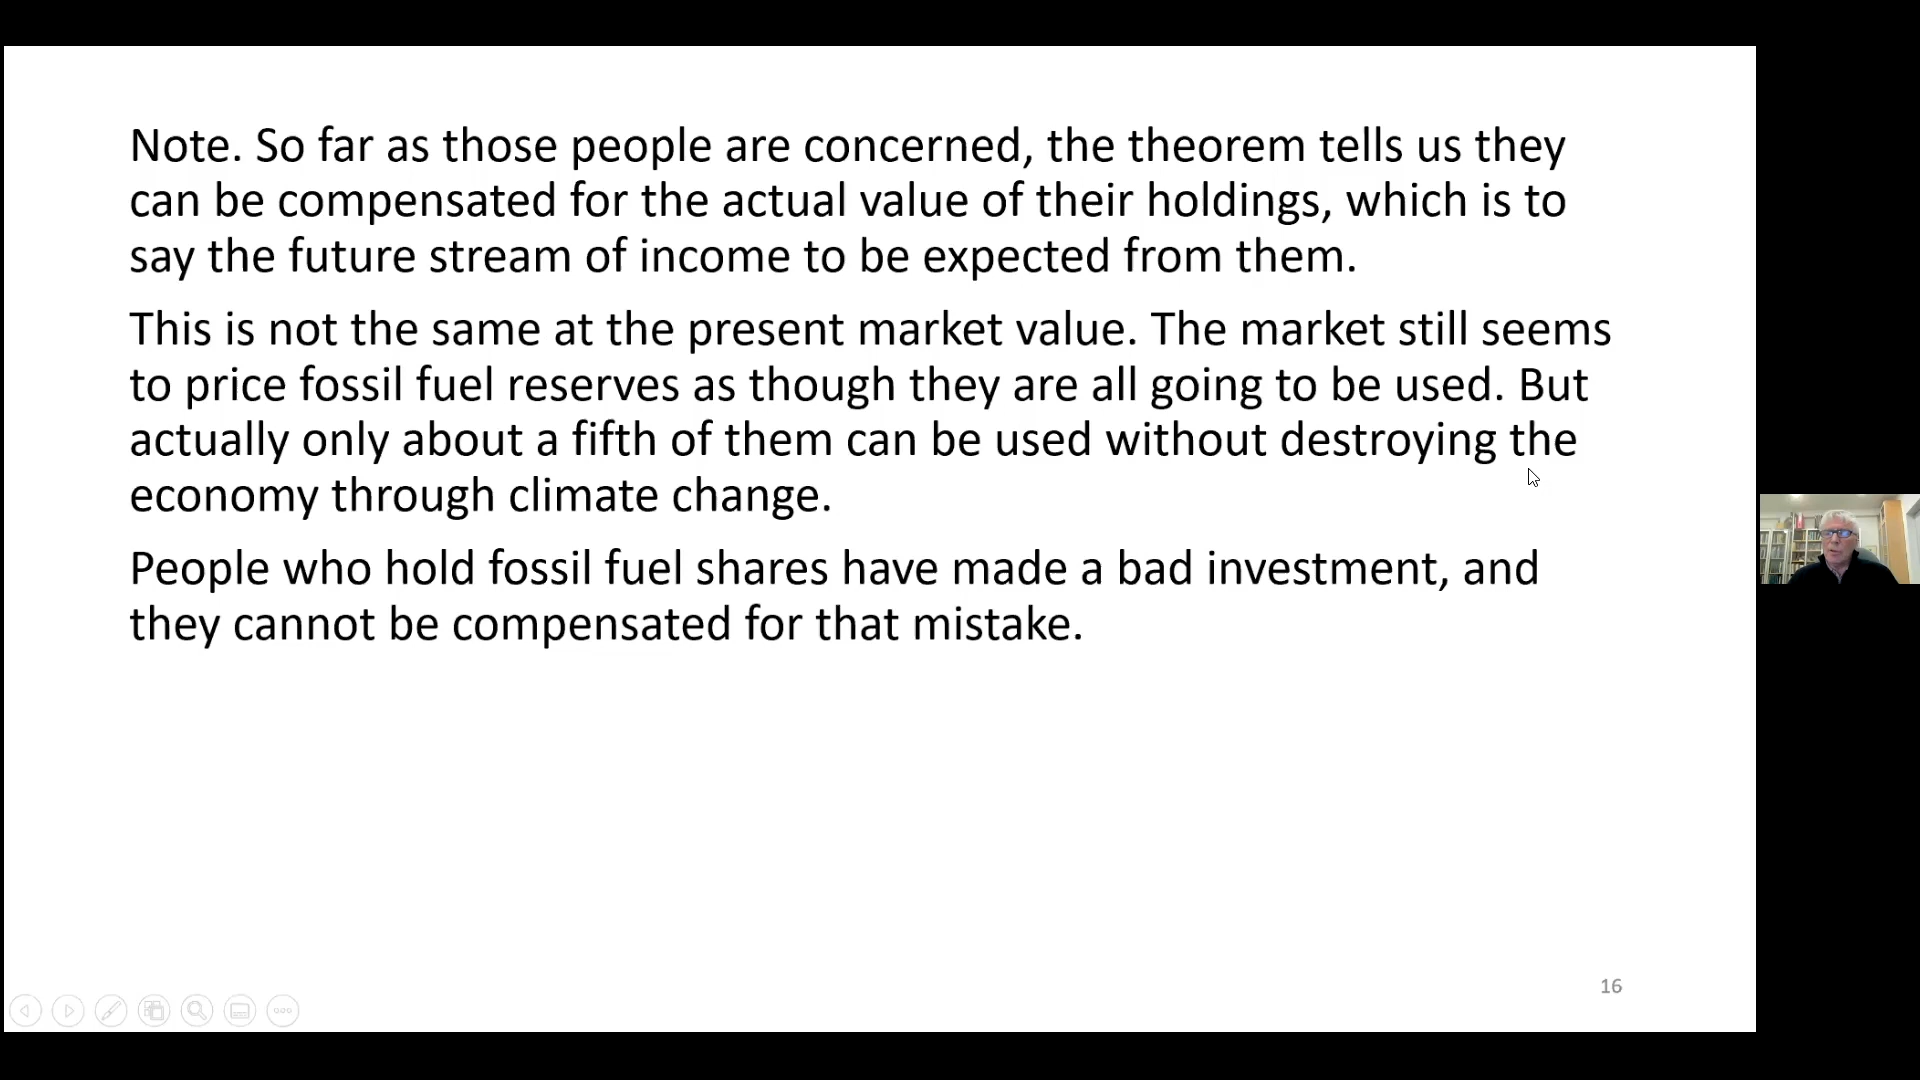 Note. So far as those people are concerned, the theorem tells us they
can be compensated for the actual value of their holdings, which is to
say the future stream of income to be expected from them.
This is not the same at the present market value. The market still seems
to price fossil fuel reserves as though they are all going to be used. But
actually only about a fifth of them can be used without destroying the
economy through climate change.
People who hold fossil fuel shares have made a bad investment, and
they cannot be compensated for that mistake.
16